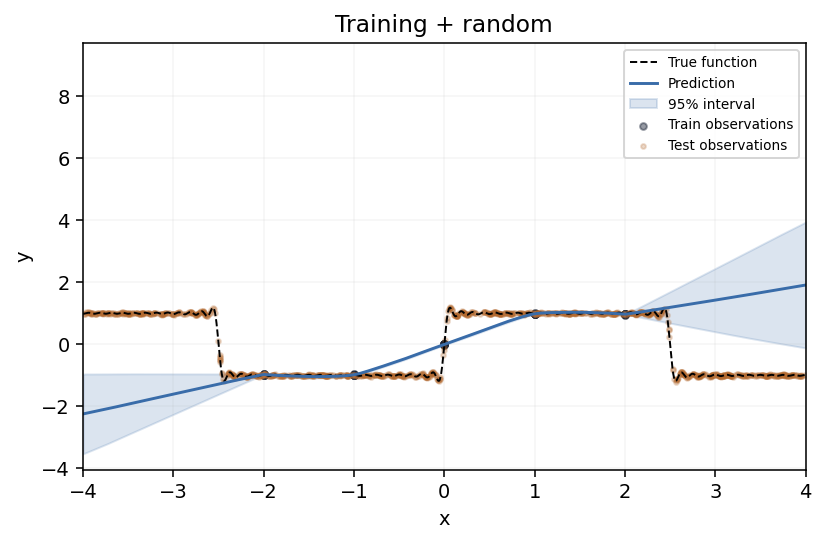 Training + random
8
6
4
2
0
−2
−4
y
−4 −3 −2 −1 0 1 2 3 4
x
True function
Prediction
95% interval
Train observations
Test observations